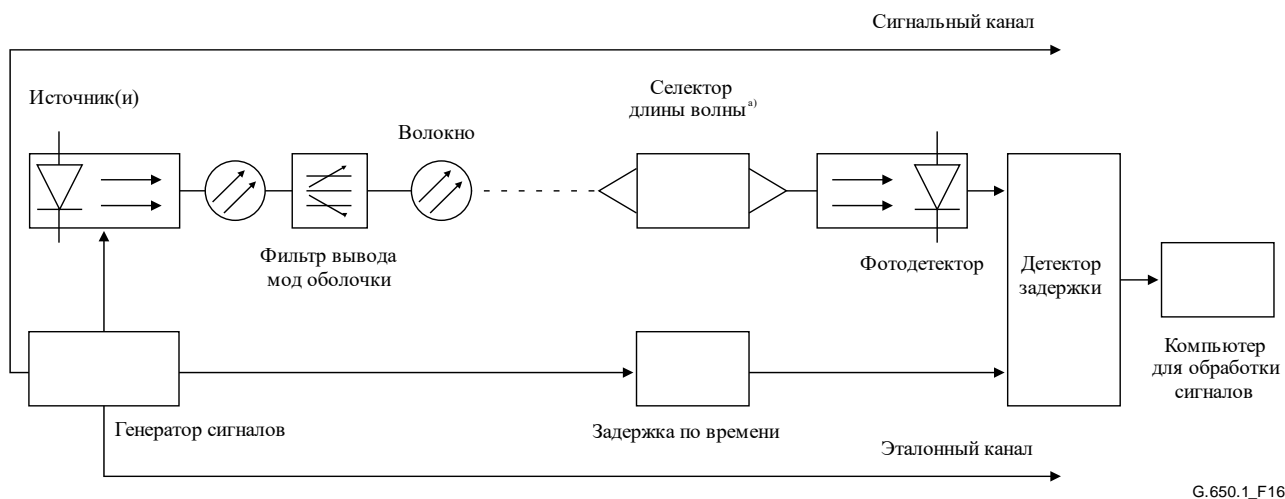 Сигнальный канал
Источник(и)
Селектор
длины волны а)
Волокно
Фильтр вывода
мод оболочки
Фотодетектор
Детектор
задержки
Компьютер
для обработки
сигналов
Генератор сигналов
Задержка по времени
Эталонный канал
G.650.1_F16